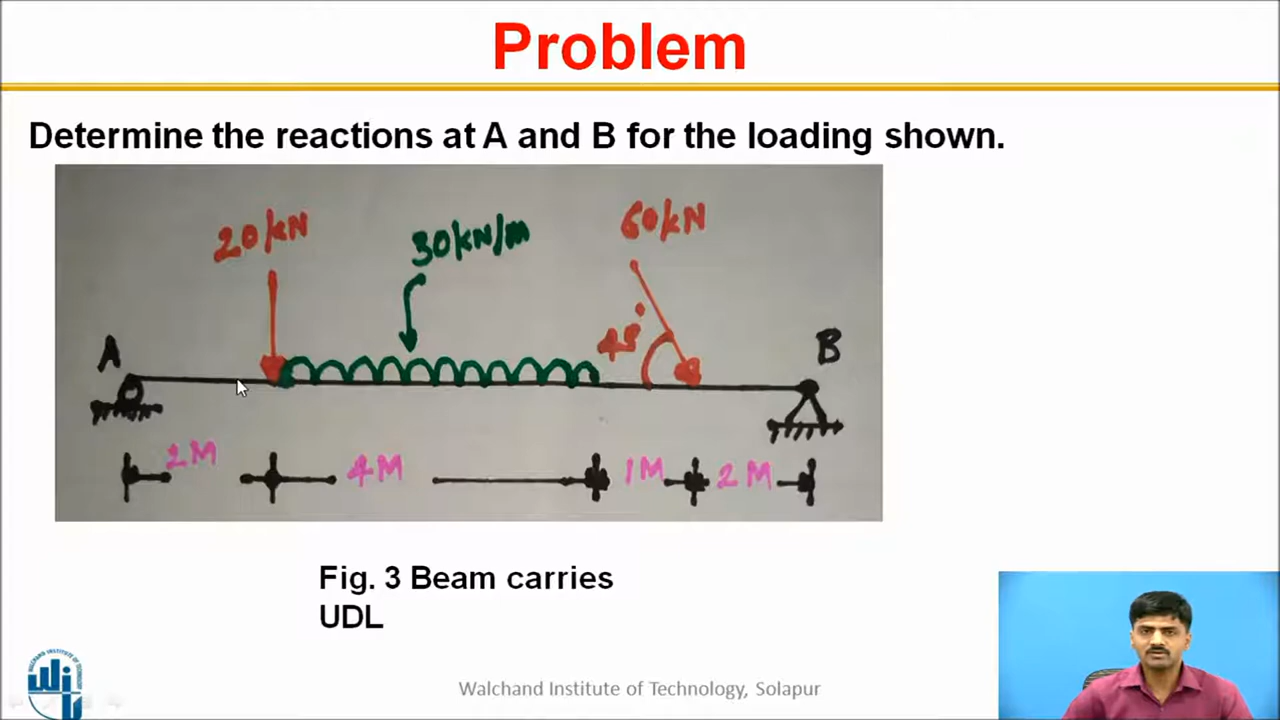 Problem
Determine the reactions at A and B for the loading shown.
20kN
30kN/m
60kN
45°
A
B
2M
4M
1M
2M
Fig. 3 Beam carries
UDL
Walchand Institute of Technology, Solapur